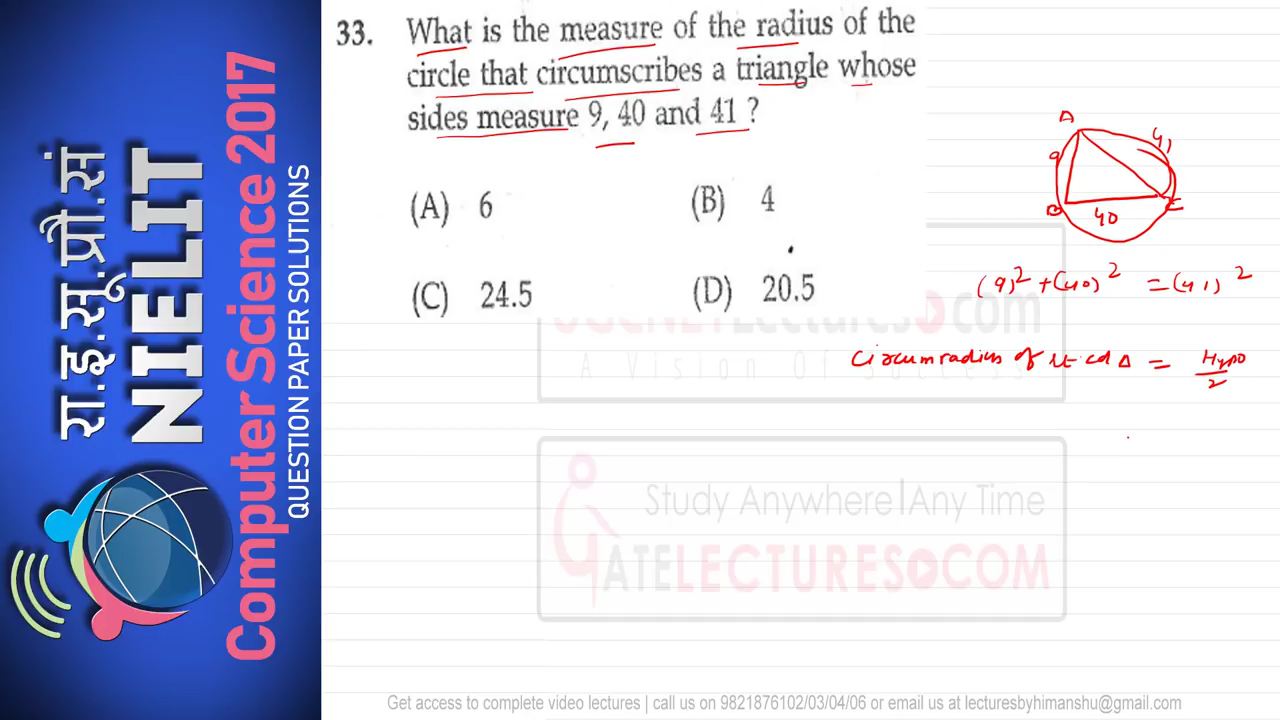 रा.इ.सू.प्रौ.सं
NIELIT
Computer Science 2017
QUESTION PAPER SOLUTIONS
33. What is the measure of the radius of the
circle that circumscribes a triangle whose
sides measure 9, 40 and 41 ?
(A) 6 (B) 4
(C) 24.5 (D) 20.5
A
41
9
B
40
C
(9)² + (40)² = (41)²
Circumradius of Δ = Hypo
2
Lectures com
A Vision Of Success
Study Anywhere|Any Time
GATELECTURES.COM
Get access to complete video lectures | call us on 9821876102/03/04/06 or email us at lecturesbyhimanshu@gmail.com